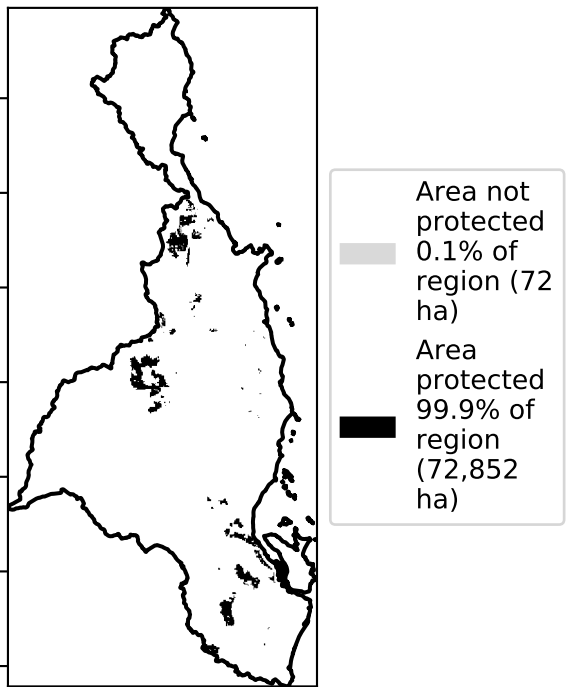 Area not
protected
0.1% of
region (72
ha)
Area
protected
99.9% of
region
(72,852
ha)